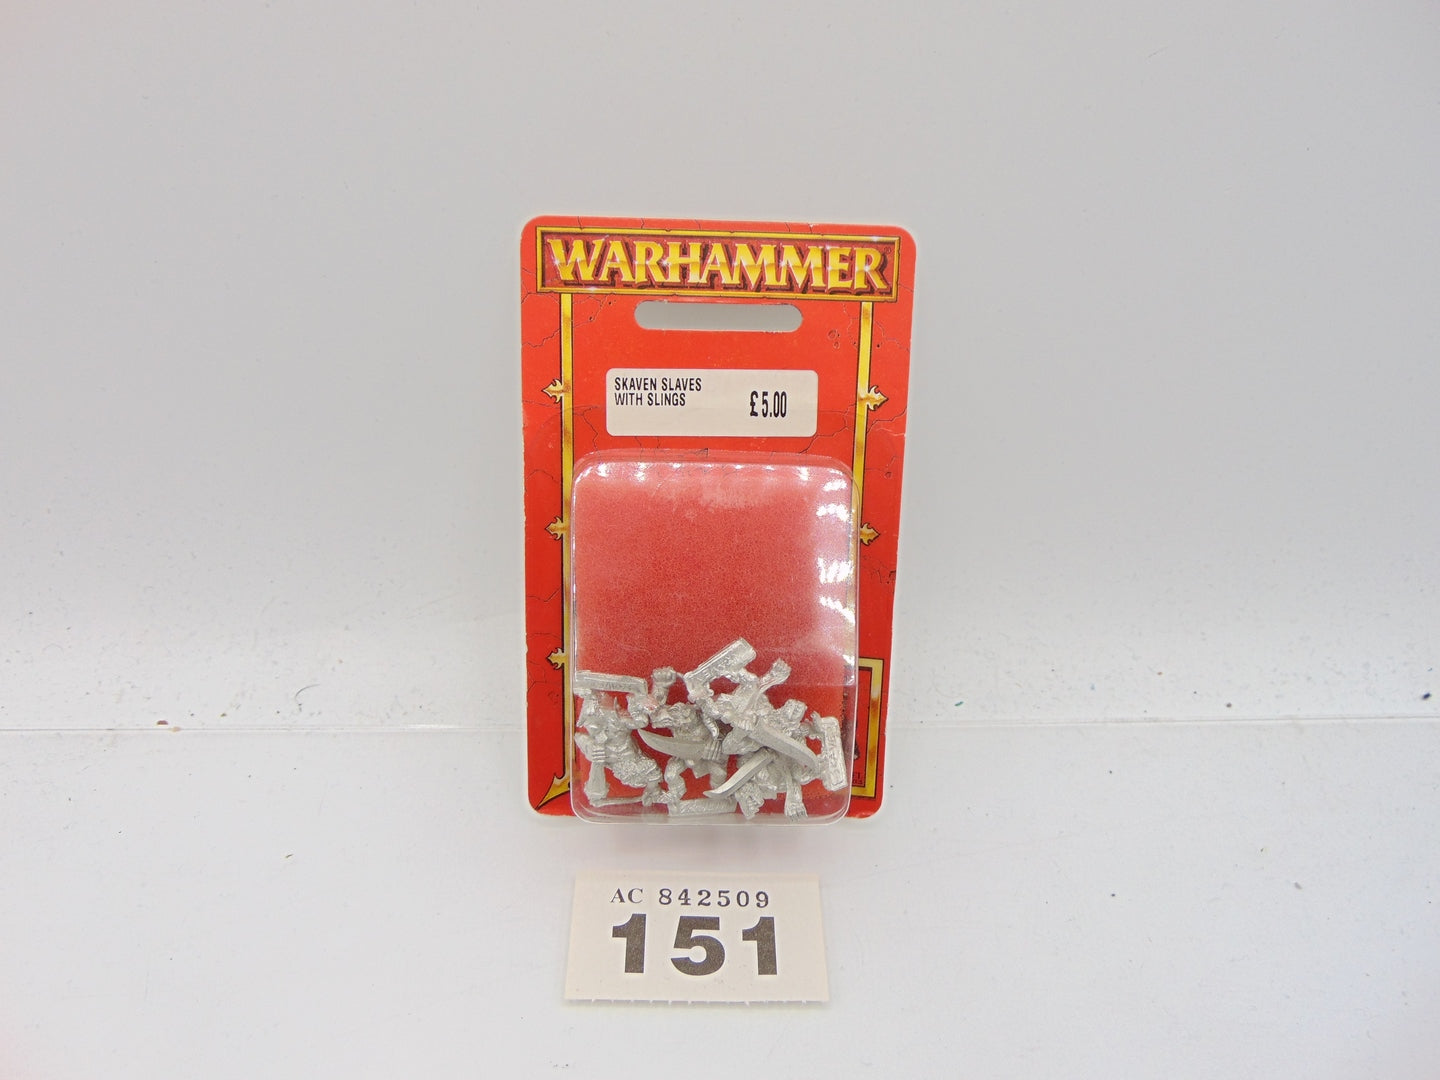 WARHAMMER
SKAVEN SLAVES
WITH SLINGS
£5.00
AC 842509
151